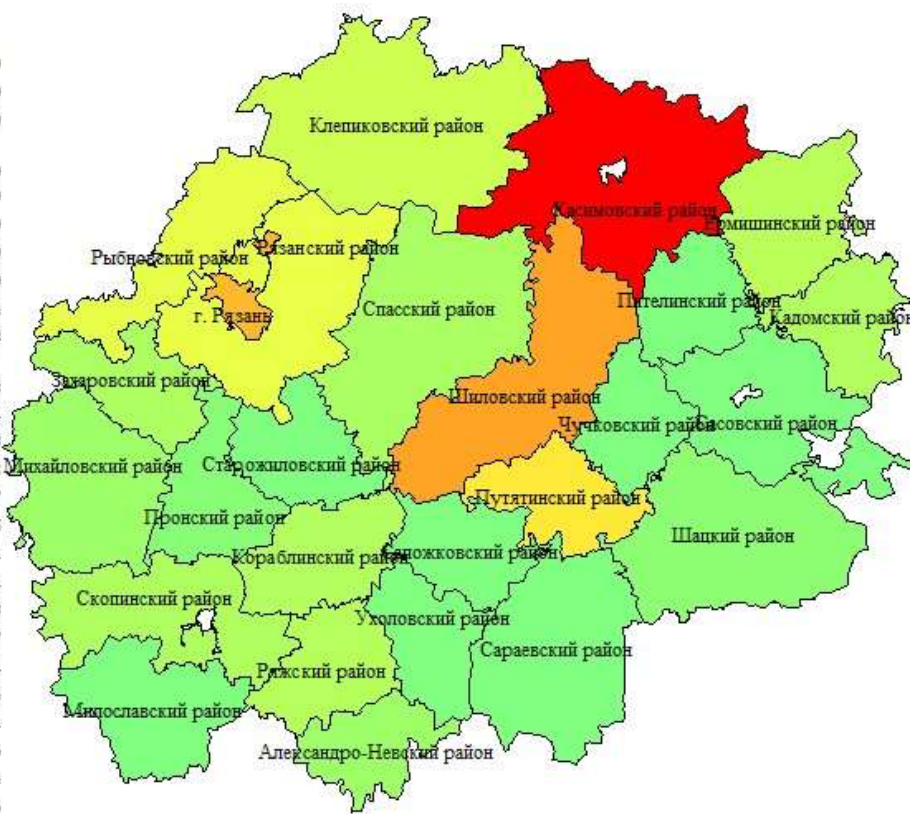 Клепиковский район
Касимовский район
Ермишинский район
Рязанский район
Рыбновский район
Пителинский район
Спасский район
г. Рязань
Кадомский район
Захаровский район
Шиловский район
Чучковский район
Сасовский район
Михайловский район
Старожиловский район
Путятинский район
Пронский район
Шацкий район
Кораблинский район
Сапожковский район
Скопинский район
Ухоловский район
Сараевский район
Ряжский район
Милославский район
Александро-Невский район